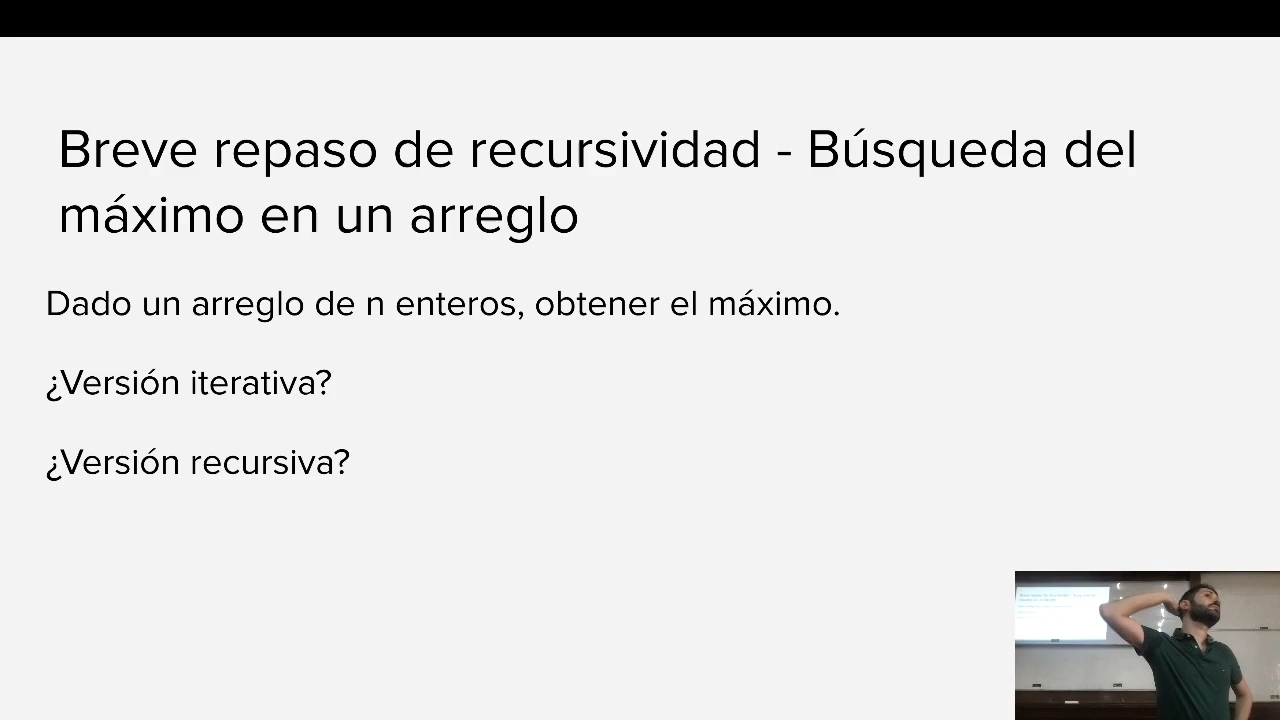 Breve repaso de recursividad - Búsqueda del
máximo en un arreglo
Dado un arreglo de n enteros, obtener el máximo.
¿Versión iterativa?
¿Versión recursiva?